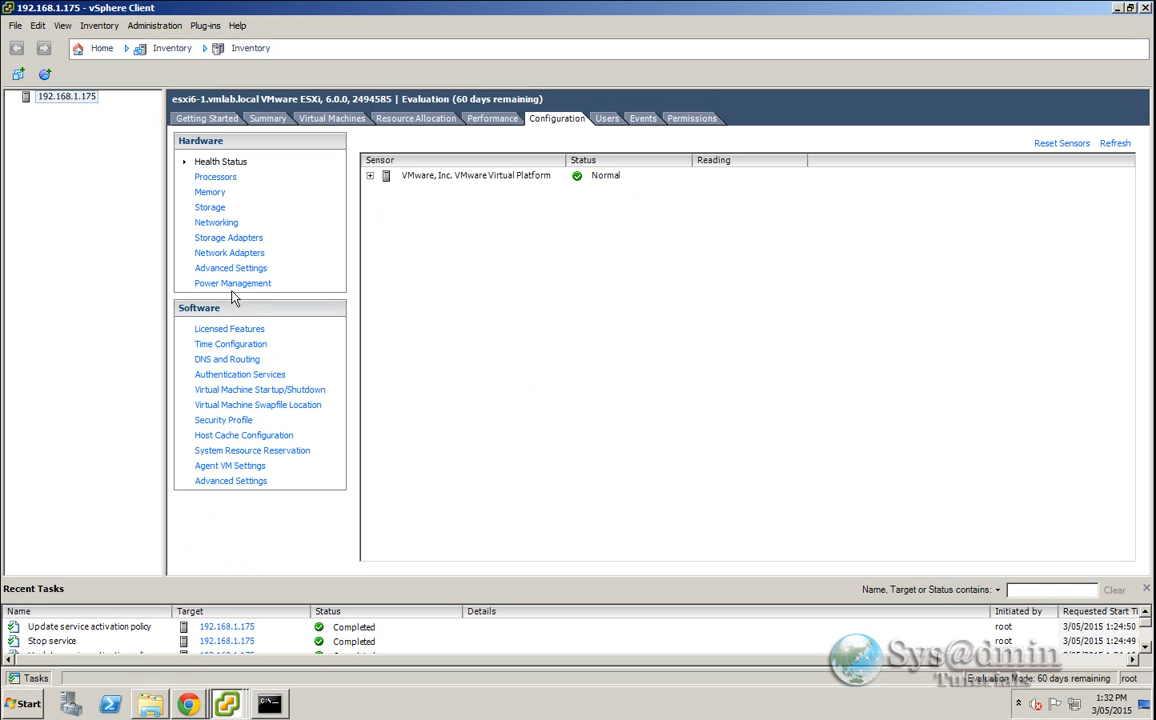 192.168.1.175 - vSphere Client
File Edit View Inventory Administration Plug-ins Help
Home Inventory Inventory
192.168.1.175
esxi6-1.vmlab.local VMware ESXi, 6.0.0, 2494585 | Evaluation (60 days remaining)
Getting Started Summary Virtual Machines Resource Allocation Performance Configuration Users Events Permissions
Hardware
Health Status
Processors
Memory
Storage
Networking
Storage Adapters
Network Adapters
Advanced Settings
Power Management
Software
Licensed Features
Time Configuration
DNS and Routing
Authentication Services
Virtual Machine Startup/Shutdown
Virtual Machine Swapfile Location
Security Profile
Host Cache Configuration
System Resource Reservation
Agent VM Settings
Advanced Settings
Reset Sensors Refresh
Sensor Status Reading
VMware, Inc. VMware Virtual Platform Normal
Recent Tasks
Name, Target or Status contains: Clear
Name Target Status Details Initiated by Requested Start Ti
Update service activation policy 192.168.1.175 Completed root 3/05/2015 1:24:50
Stop service 192.168.1.175 Completed root 3/05/2015 1:24:49
Sys@dmin
Tutorials
Tasks Evaluation Mode: 60 days remaining root
Start
1:32 PM
3/05/2015